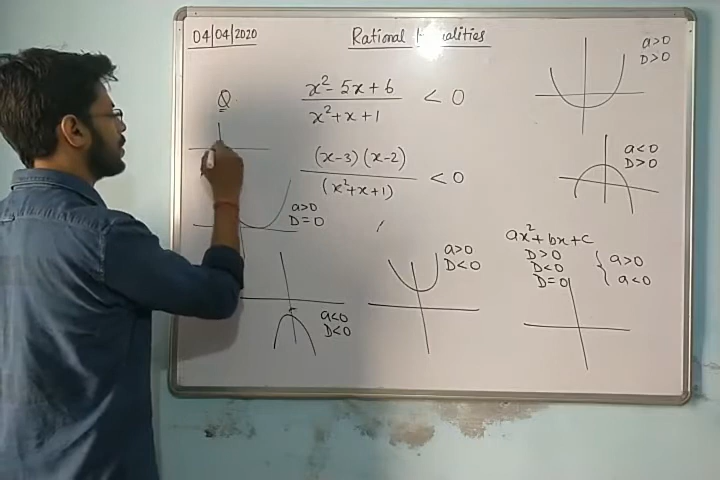 04/04/2020
Rational I ualities
Q.
x² - 5x + 6 / x² + x + 1 < 0
(x-3) (x-2) / (x² + x + 1) < 0
a>0
D>0
a<0
D>0
a>0
D=0
a>0
D<0
a<0
D<0
ax² + bx + c
D>0
D<0
D=0
{ a>0
a<0